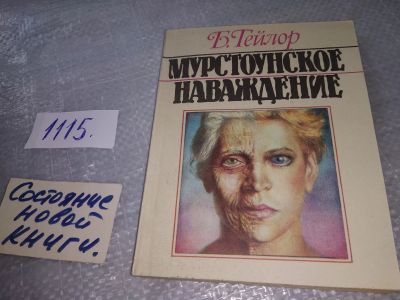 Б. Тейлор
МУРСТОУНСКОЕ
НАВАЖДЕНИЕ
1115.
Состояние
новой
книги.